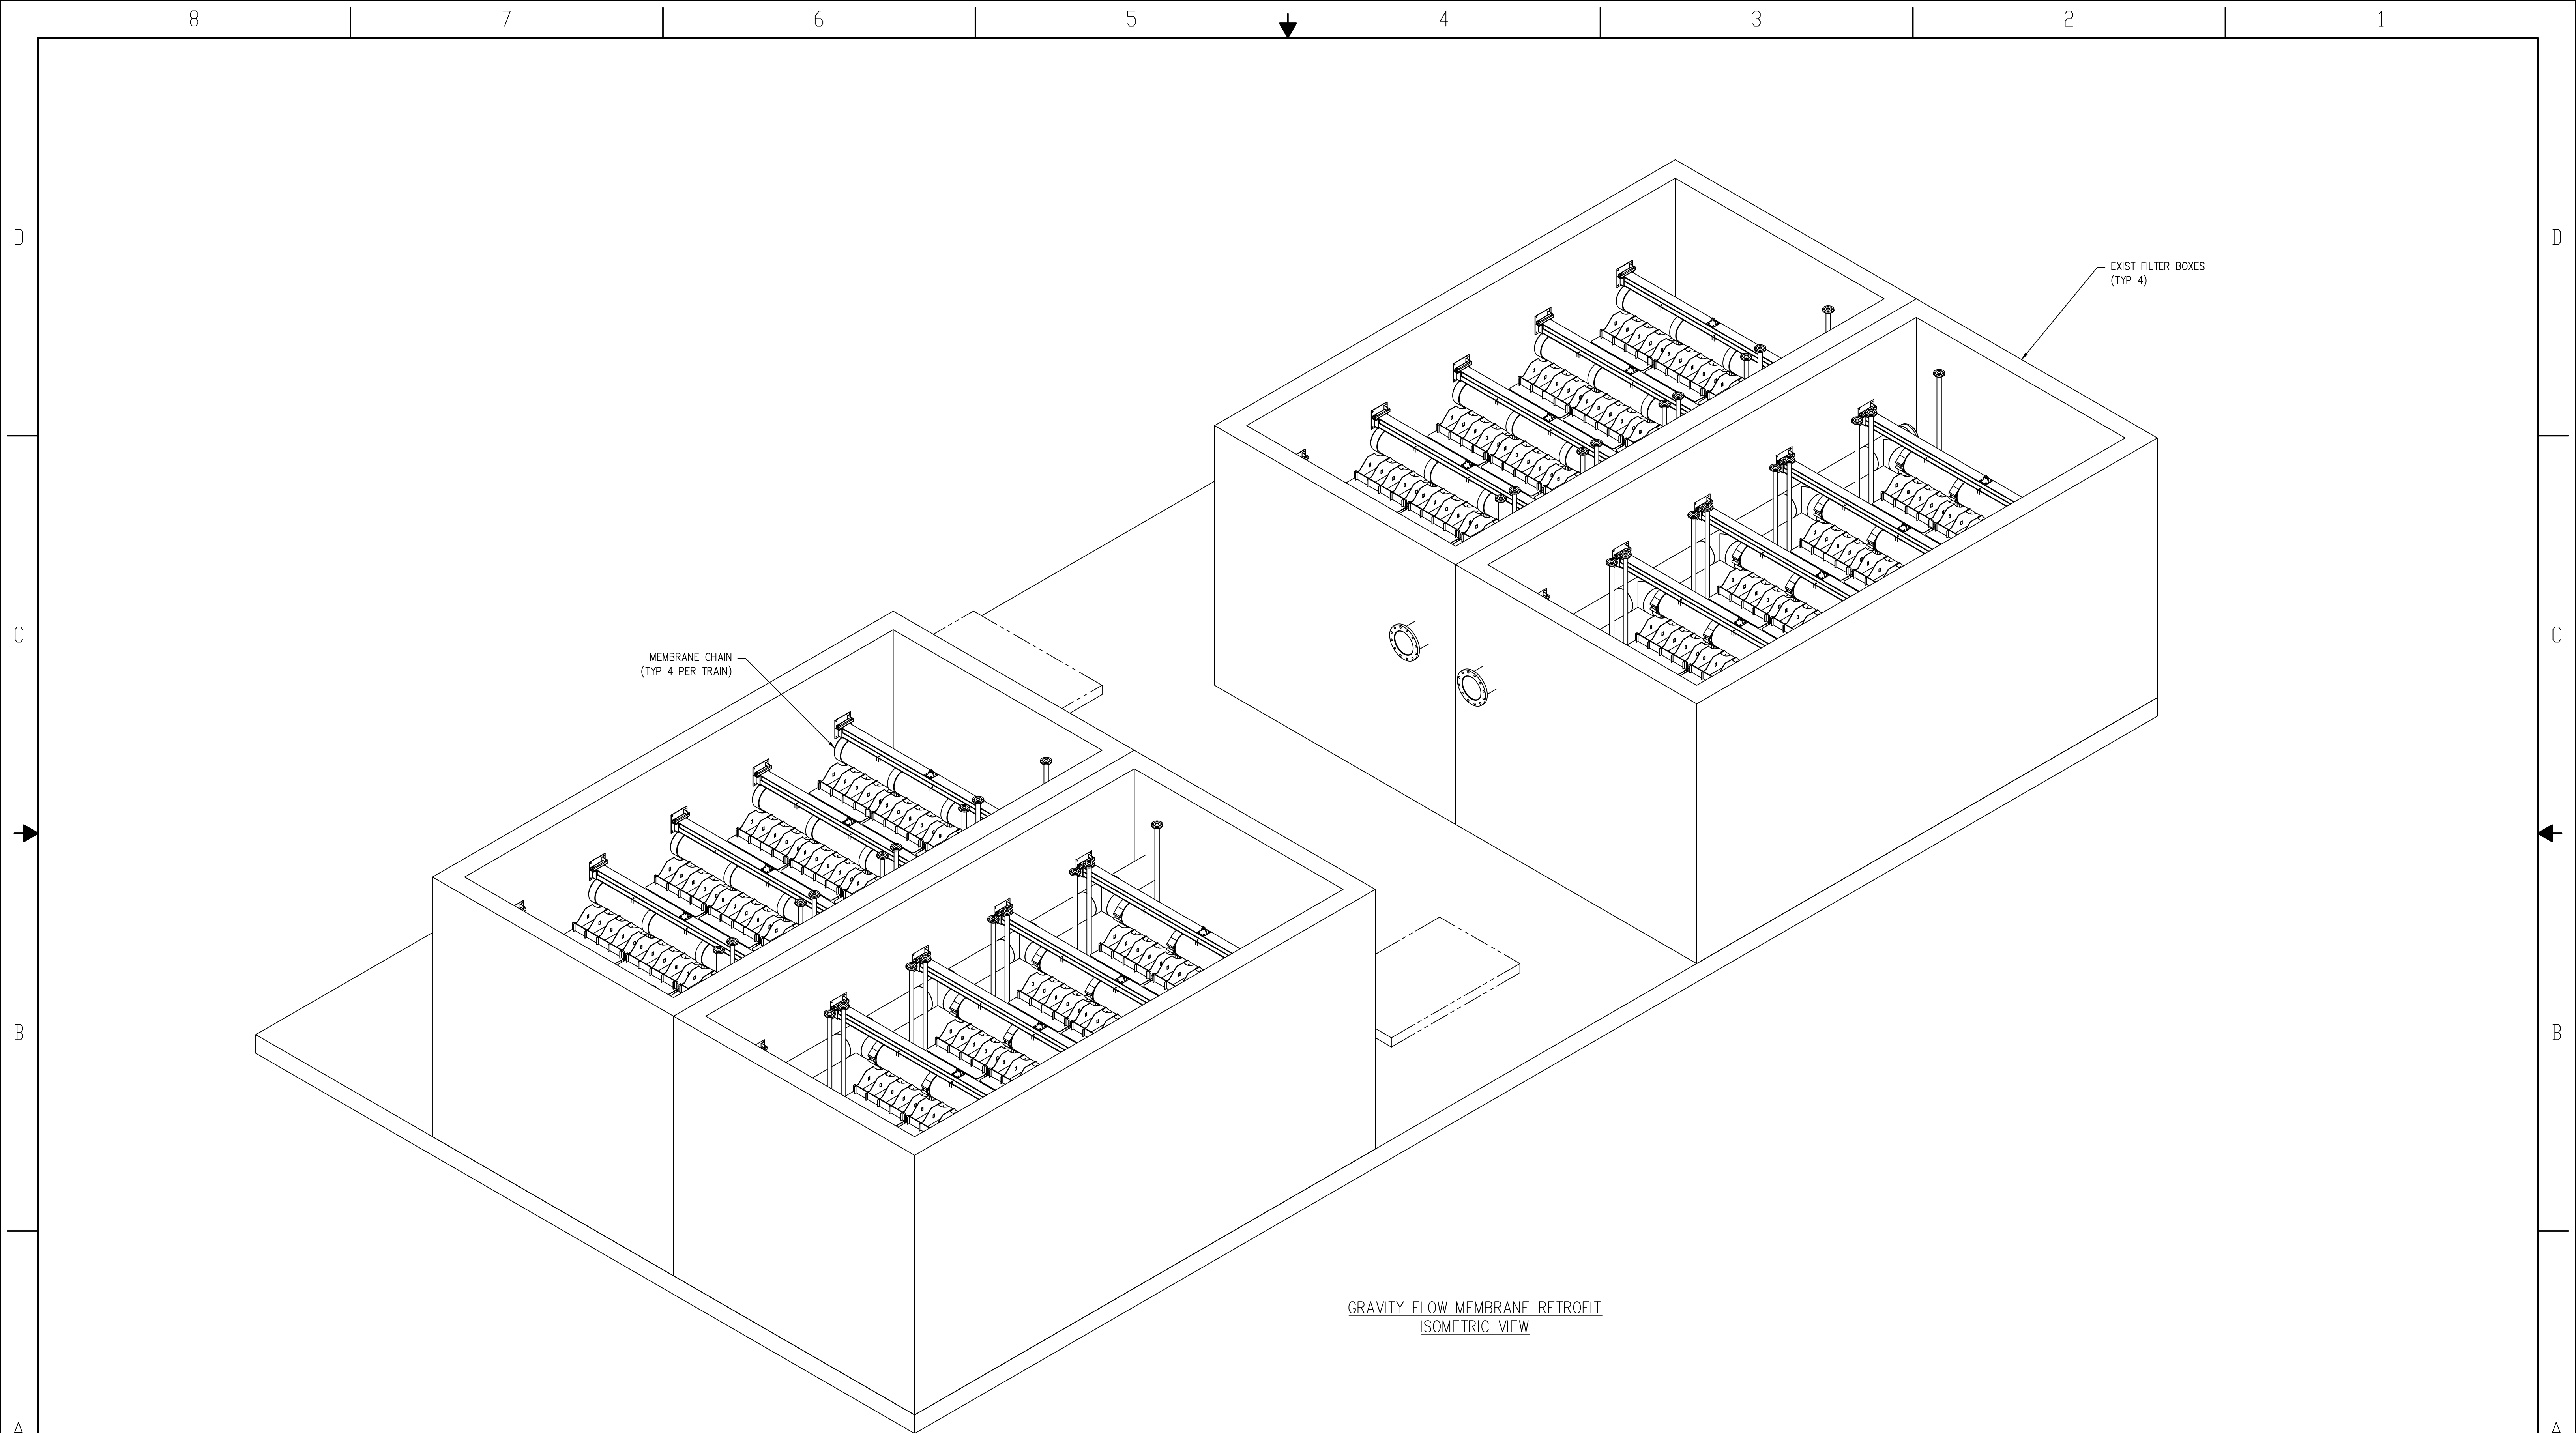 8 7 6 5 4 3 2 1
D D
EXIST FILTER BOXES
(TYP 4)
C C
MEMBRANE CHAIN
(TYP 4 PER TRAIN)
B B
GRAVITY FLOW MEMBRANE RETROFIT
ISOMETRIC VIEW
A A